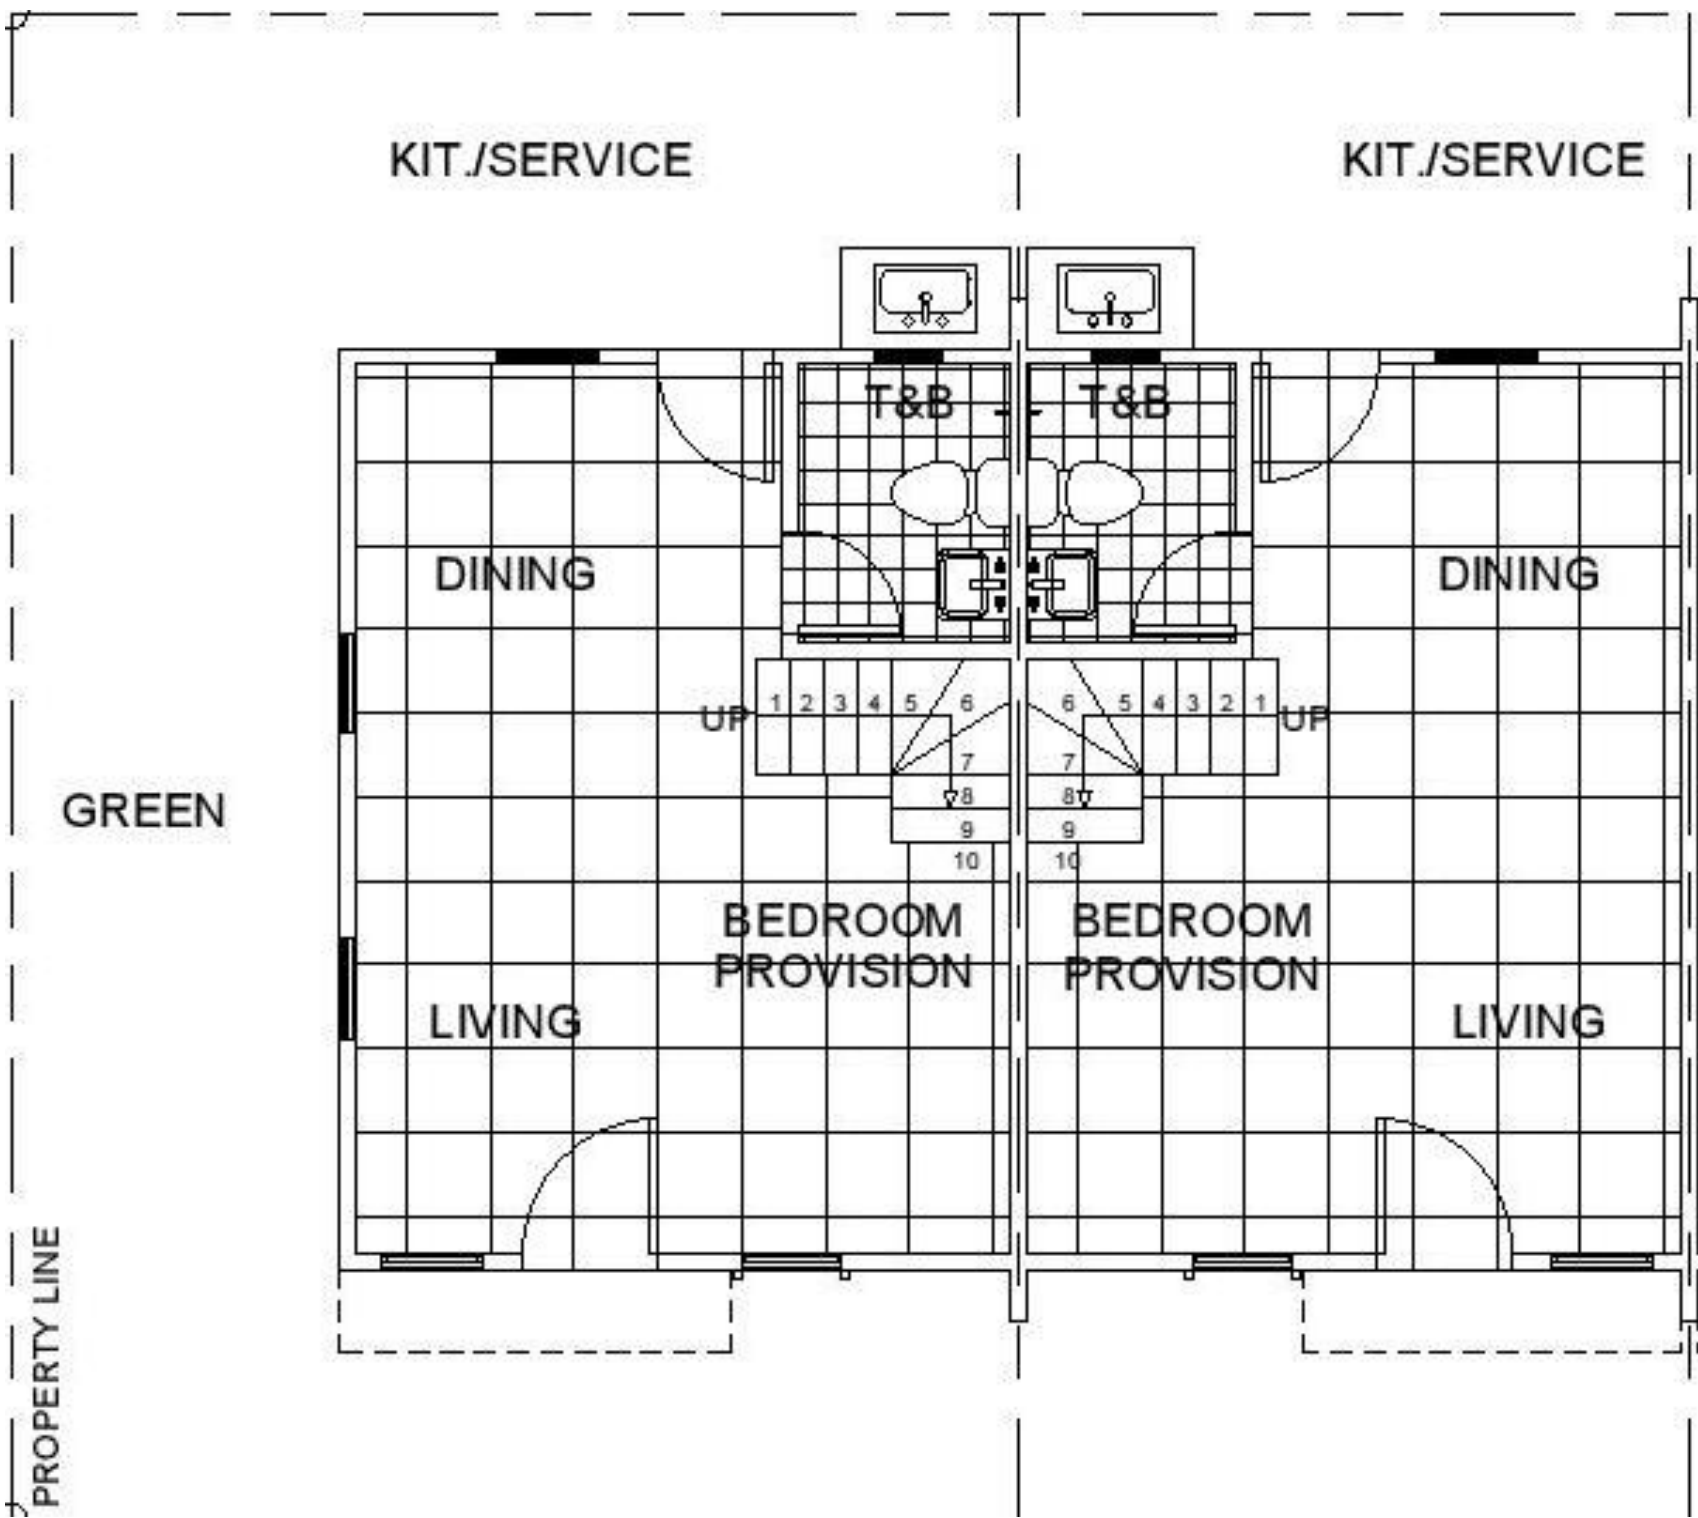 KIT./SERVICE
KIT./SERVICE
T&B
T&B
DINING
DINING
UP 1 2 3 4 5 6
6 5 4 3 2 1 UP
7
7
8
8
9
9
10
10
GREEN
BEDROOM
PROVISION
BEDROOM
PROVISION
LIVING
LIVING
PROPERTY LINE